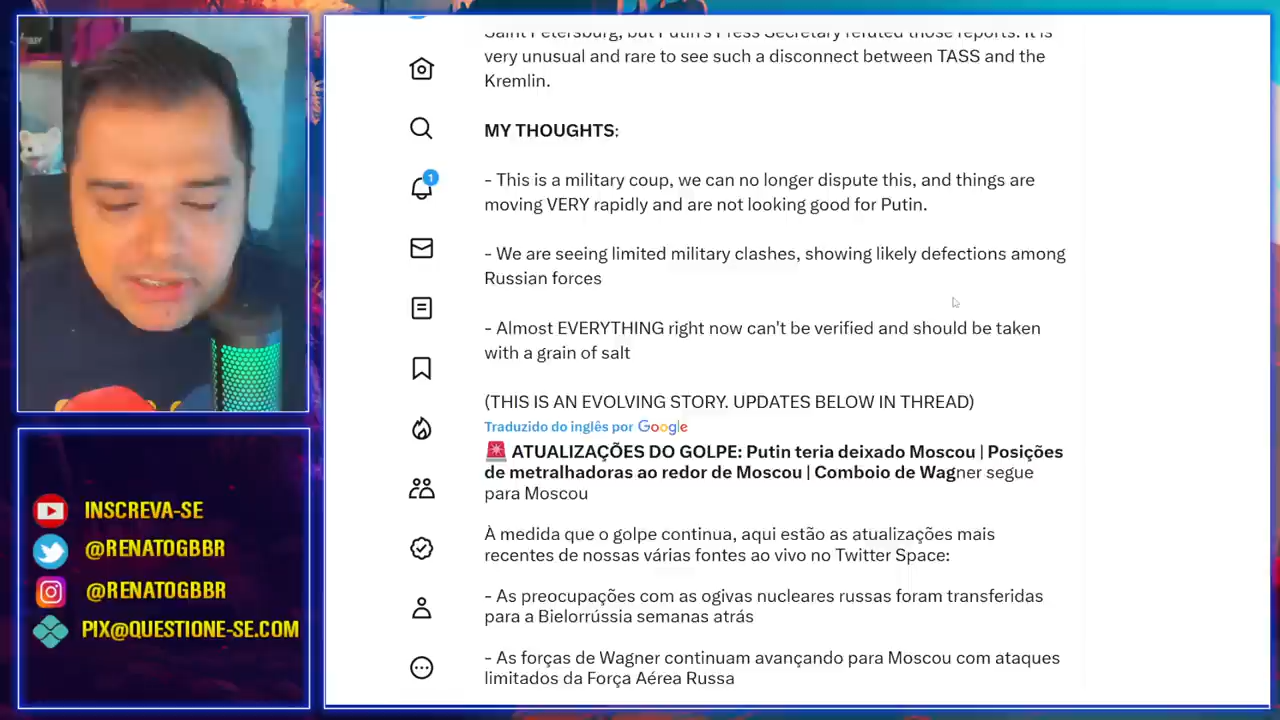 Saint Petersburg, but Putin's Press Secretary refuted those reports. It is
very unusual and rare to see such a disconnect between TASS and the
Kremlin.
MY THOUGHTS:
- This is a military coup, we can no longer dispute this, and things are
moving VERY rapidly and are not looking good for Putin.
- We are seeing limited military clashes, showing likely defections among
Russian forces
- Almost EVERYTHING right now can't be verified and should be taken
with a grain of salt
(THIS IS AN EVOLVING STORY. UPDATES BELOW IN THREAD)
Traduzido do inglês por Google
🚨 ATUALIZAÇÕES DO GOLPE: Putin teria deixado Moscou | Posições
de metralhadoras ao redor de Moscou | Comboio de Wagner segue
para Moscou
À medida que o golpe continua, aqui estão as atualizações mais
recentes de nossas várias fontes ao vivo no Twitter Space:
- As preocupações com as ogivas nucleares russas foram transferidas
para a Bielorrússia semanas atrás
- As forças de Wagner continuam avançando para Moscou com ataques
limitados da Força Aérea Russa
1
INSCREVA-SE
@RENATOGBBR
@RENATOGBBR
PIX@QUESTIONE-SE.COM